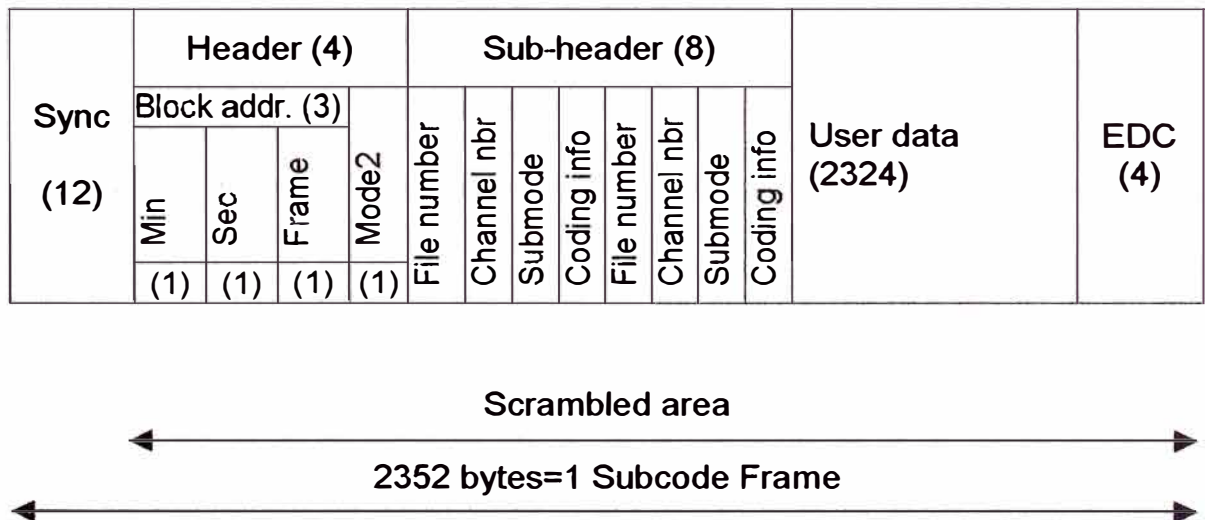 Header (4)
Sub-header (8)
Sync
(12)
Block addr. (3)
Min
(1)
Sec
(1)
Frame
(1)
Mode2
(1)
File number
Channel nbr
Submode
Coding info
File number
Channel nbr
Submode
Coding info
User data
(2324)
EDC
(4)
Scrambled area
2352 bytes=1 Subcode Frame